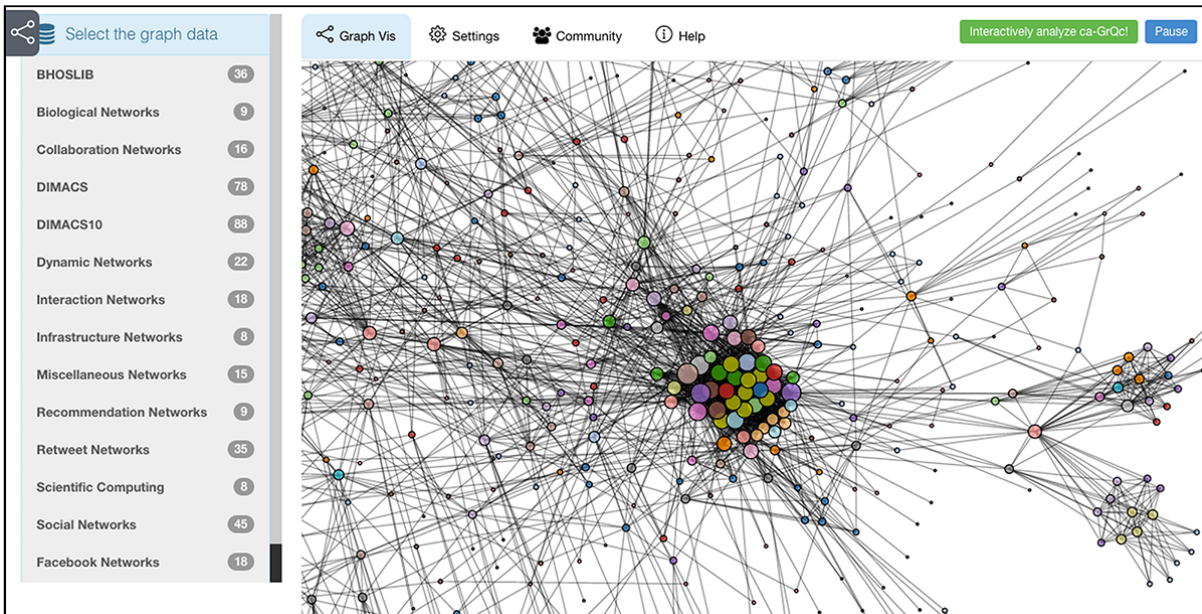 Select the graph data
Graph Vis
Settings
Community
Help
Interactively analyze ca-GrQc!
Pause
BHOSLIB 36
Biological Networks 9
Collaboration Networks 16
DIMACS 78
DIMACS10 88
Dynamic Networks 22
Interaction Networks 18
Infrastructure Networks 8
Miscellaneous Networks 15
Recommendation Networks 9
Retweet Networks 35
Scientific Computing 8
Social Networks 45
Facebook Networks 18